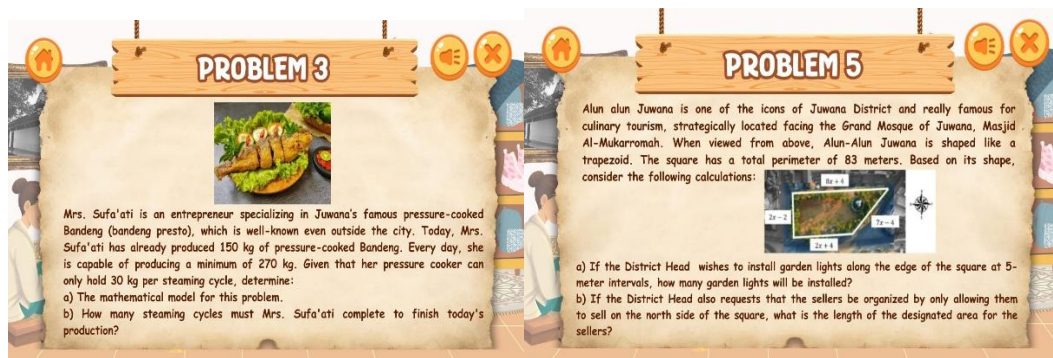 PROBLEM 3
Mrs. Sufa'ati is an entrepreneur specializing in Juwana's famous pressure-cooked
Bandeng (bandeng presto), which is well-known even outside the city. Today, Mrs.
Sufa'ati has already produced 150 kg of pressure-cooked Bandeng. Every day, she
is capable of producing a minimum of 270 kg. Given that her pressure cooker can
only hold 30 kg per steaming cycle, determine:
a) The mathematical model for this problem.
b) How many steaming cycles must Mrs. Sufa'ati complete to finish today's
production?
PROBLEM 5
Alun alun Juwana is one of the icons of Juwana District and really famous for
culinary tourism, strategically located facing the Grand Mosque of Juwana, Masjid
Al-Mukarromah. When viewed from above, Alun-Alun Juwana is shaped like a
trapezoid. The square has a total perimeter of 83 meters. Based on its shape,
consider the following calculations:
8x + 4
2x - 2
7x - 4
2x + 4
a) If the District Head wishes to install garden lights along the edge of the square at 5-
meter intervals, how many garden lights will be installed?
b) If the District Head also requests that the sellers be organized by only allowing them
to sell on the north side of the square, what is the length of the designated area for the
sellers?